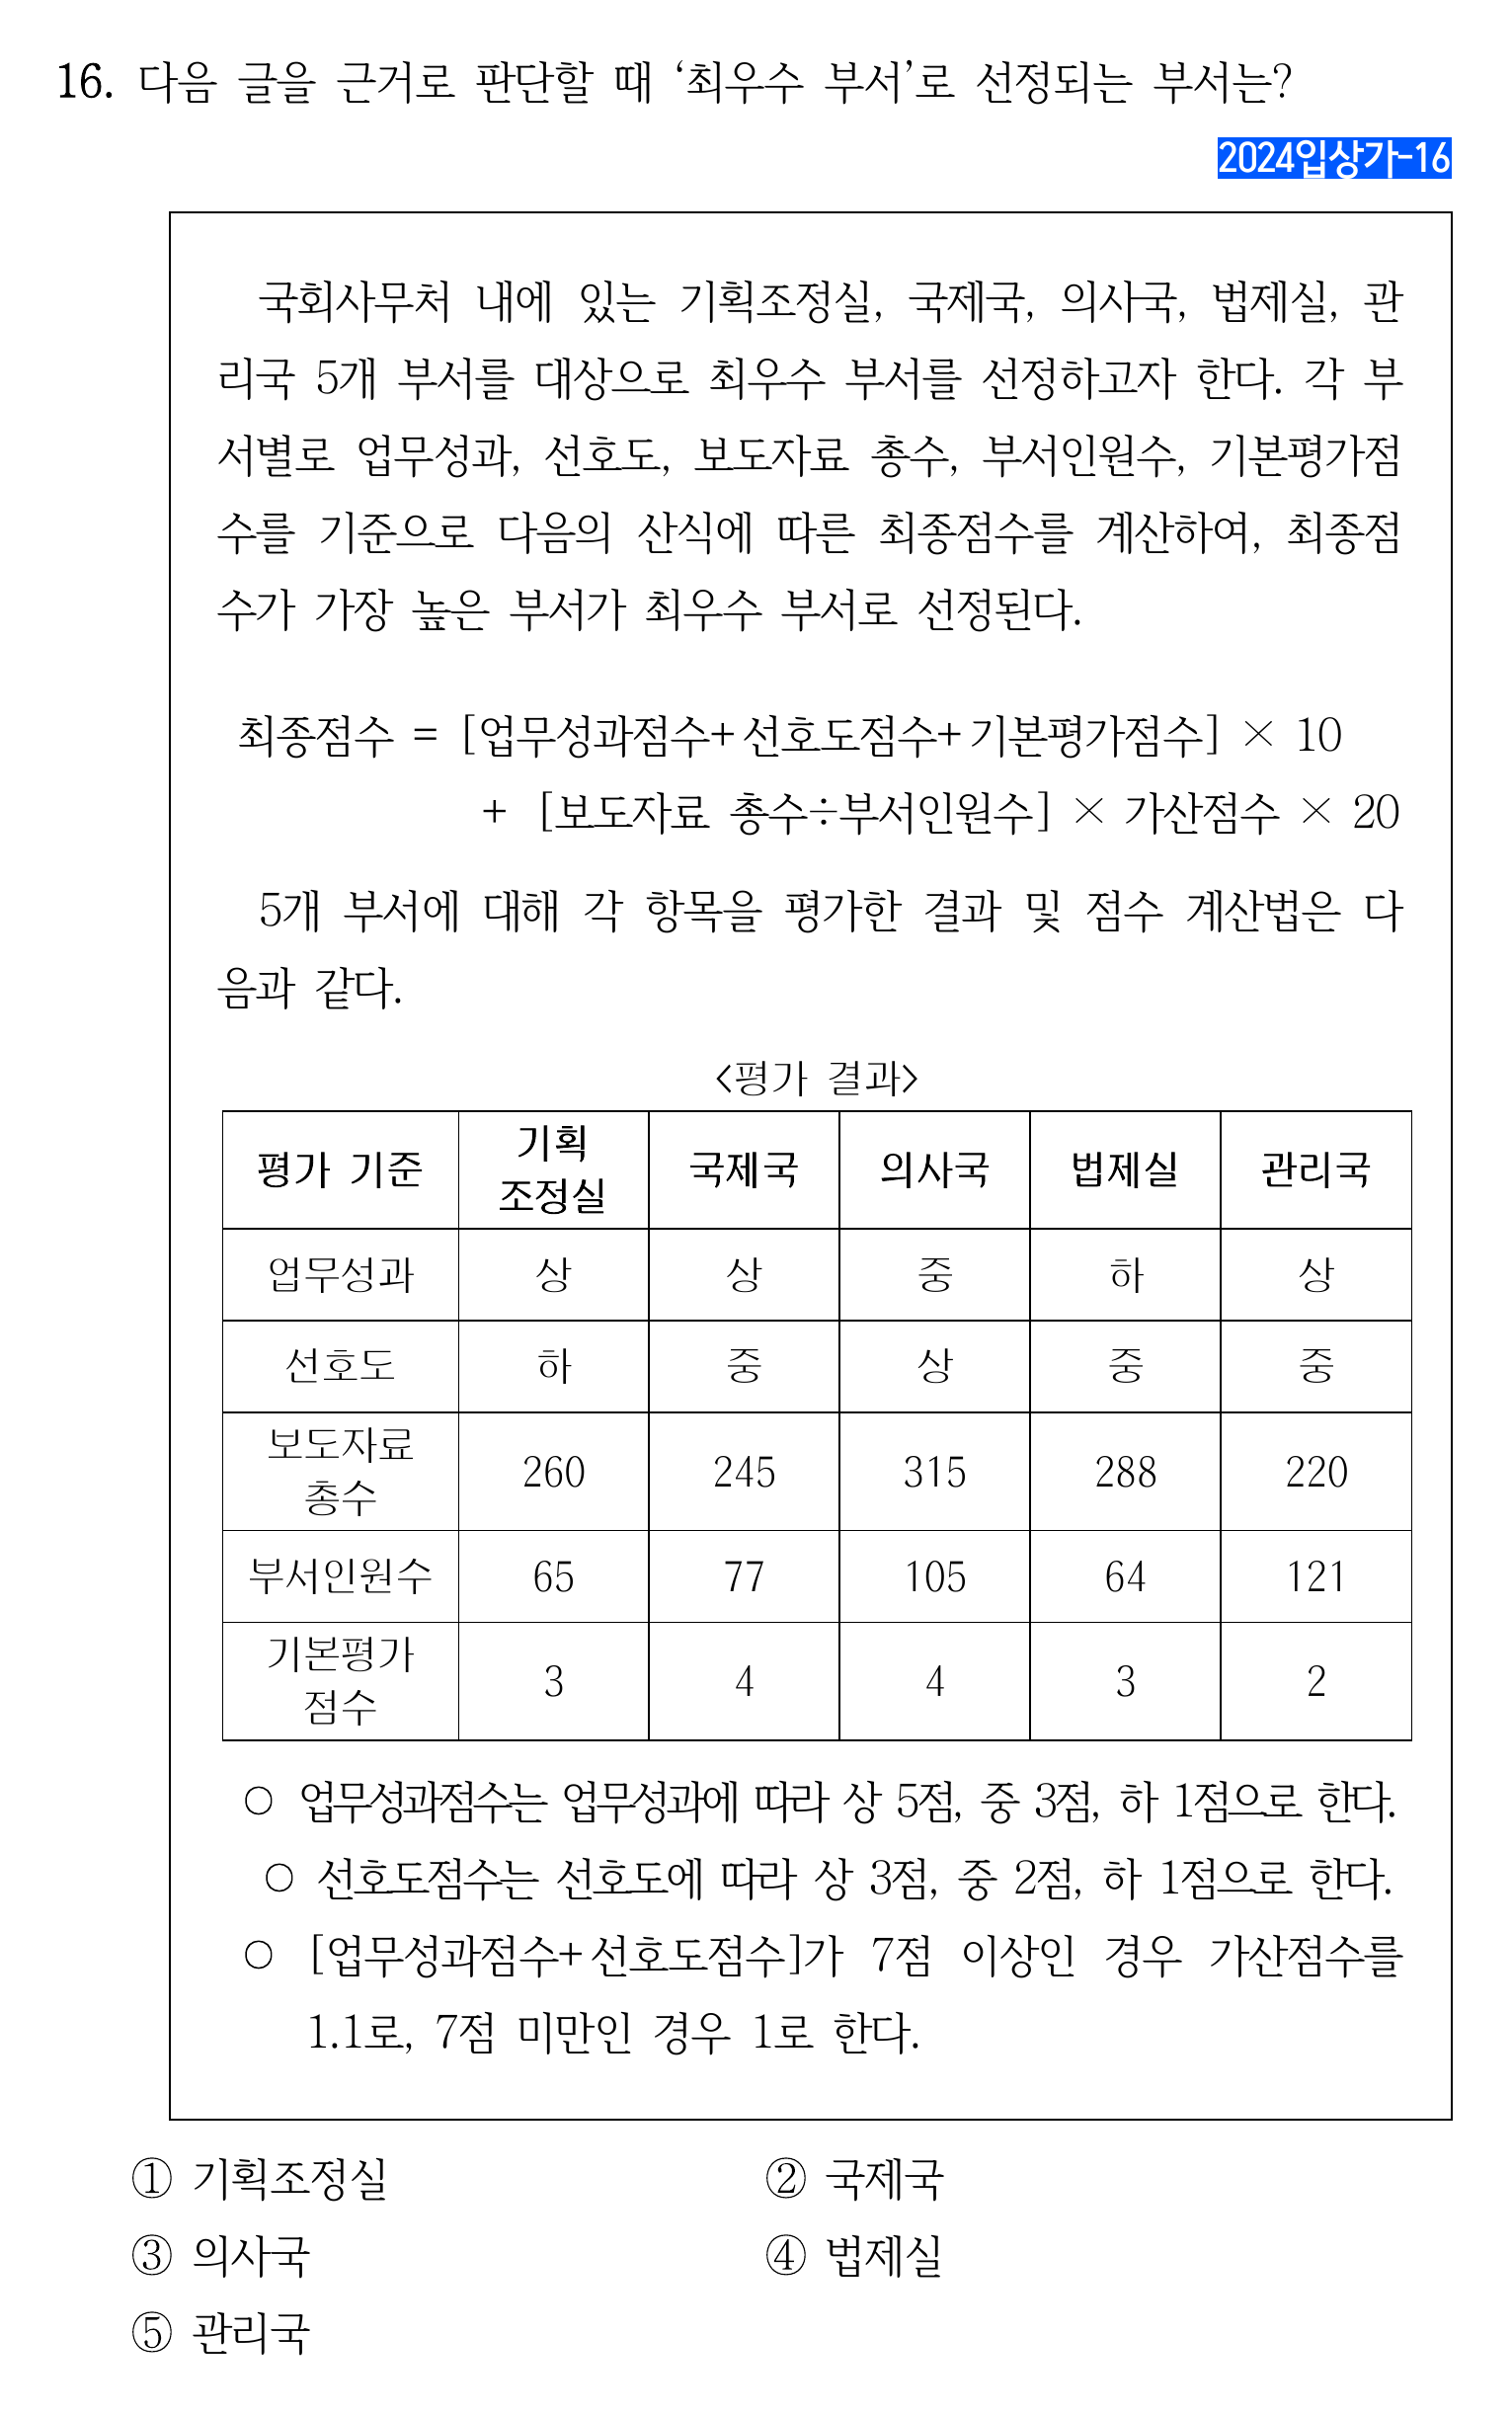 16. 다음 글을 근거로 판단할 때 ‘최우수 부서’로 선정되는 부서는?
2024입상가-16
국회사무처 내에 있는 기획조정실, 국제국, 의사국, 법제실, 관
리국 5개 부서를 대상으로 최우수 부서를 선정하고자 한다. 각 부
서별로 업무성과, 선호도, 보도자료 총수, 부서인원수, 기본평가점
수를 기준으로 다음의 산식에 따른 최종점수를 계산하여, 최종점
수가 가장 높은 부서가 최우수 부서로 선정된다.
최종점수 = [업무성과점수+선호도점수+기본평가점수] × 10
+ [보도자료 총수÷부서인원수] × 가산점수 × 20
5개 부서에 대해 각 항목을 평가한 결과 및 점수 계산법은 다
음과 같다.
<평가 결과>
평가 기준 기획 조정실 국제국 의사국 법제실 관리국
업무성과 상 상 중 하 상
선호도 하 중 상 중 중
보도자료 총수 260 245 315 288 220
부서인원수 65 77 105 64 121
기본평가 점수 3 4 4 3 2
○ 업무성과점수는 업무성과에 따라 상 5점, 중 3점, 하 1점으로 한다.
○ 선호도점수는 선호도에 따라 상 3점, 중 2점, 하 1점으로 한다.
○ [업무성과점수+선호도점수]가 7점 이상인 경우 가산점수를
1.1로, 7점 미만인 경우 1로 한다.
① 기획조정실 ② 국제국
③ 의사국 ④ 법제실
⑤ 관리국